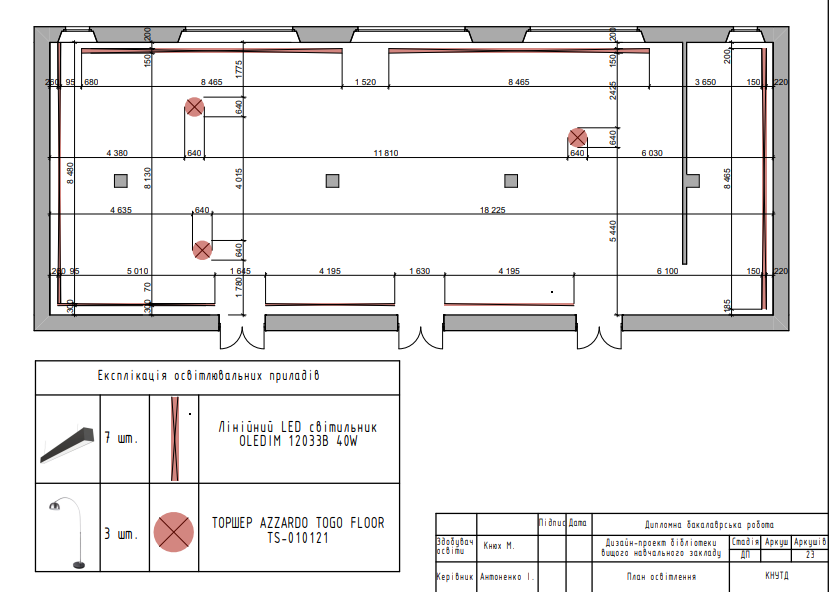 200
200
150
1775
150
2425
200
260 95 680
8 465
1 520
8 465
3 650
150
220
640
640
4 380
640
11 810
640
6 030
8 480
8 130
4 015
8 465
4 635
640
18 225
5 440
640
260 95
5 010
1 645
4 195
1 630
4 195
6 100
150
220
300
300
70
1 780
185
Експлікація освітлювальних приладів
7 шт.
Лінійний LED світильник
OLEDIM 12033B 40W
3 шт.
ТОРШЕР AZZARDO TOGO FLOOR
TS-010121
Підпис Дата
Дипломна бакалаврська робота
Здобувач
освіти
Кнюх М.
Дизайн-проект бібліотеки
вищого навчального закладу
Стадія Аркуш Аркушів
ДП
23
Керівник
Антоненко І.
План освітлення
КНУТД